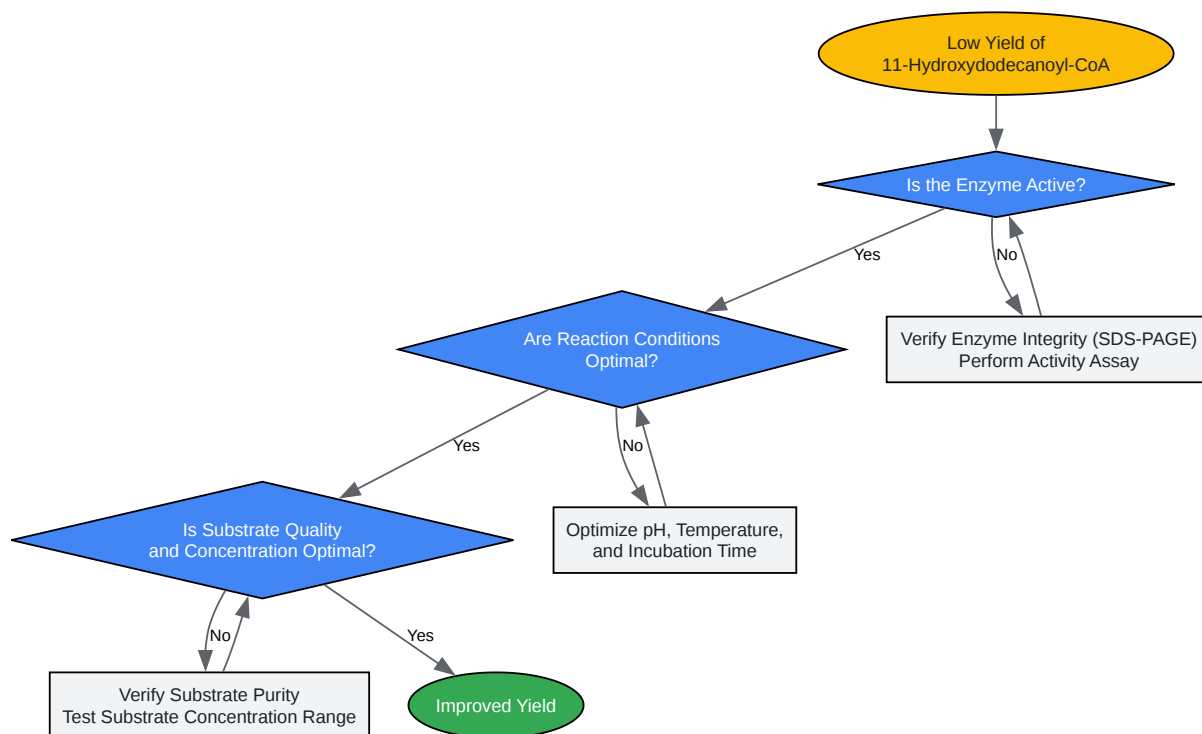 Low Yield of
11-Hydroxydodecanoyl-CoA
Is the Enzyme Active?
Yes
No
Verify Enzyme Integrity (SDS-PAGE)
Perform Activity Assay
Are Reaction Conditions
Optimal?
Yes
No
Optimize pH, Temperature,
and Incubation Time
Is Substrate Quality
and Concentration Optimal?
No
Yes
Verify Substrate Purity
Test Substrate Concentration Range
Improved Yield